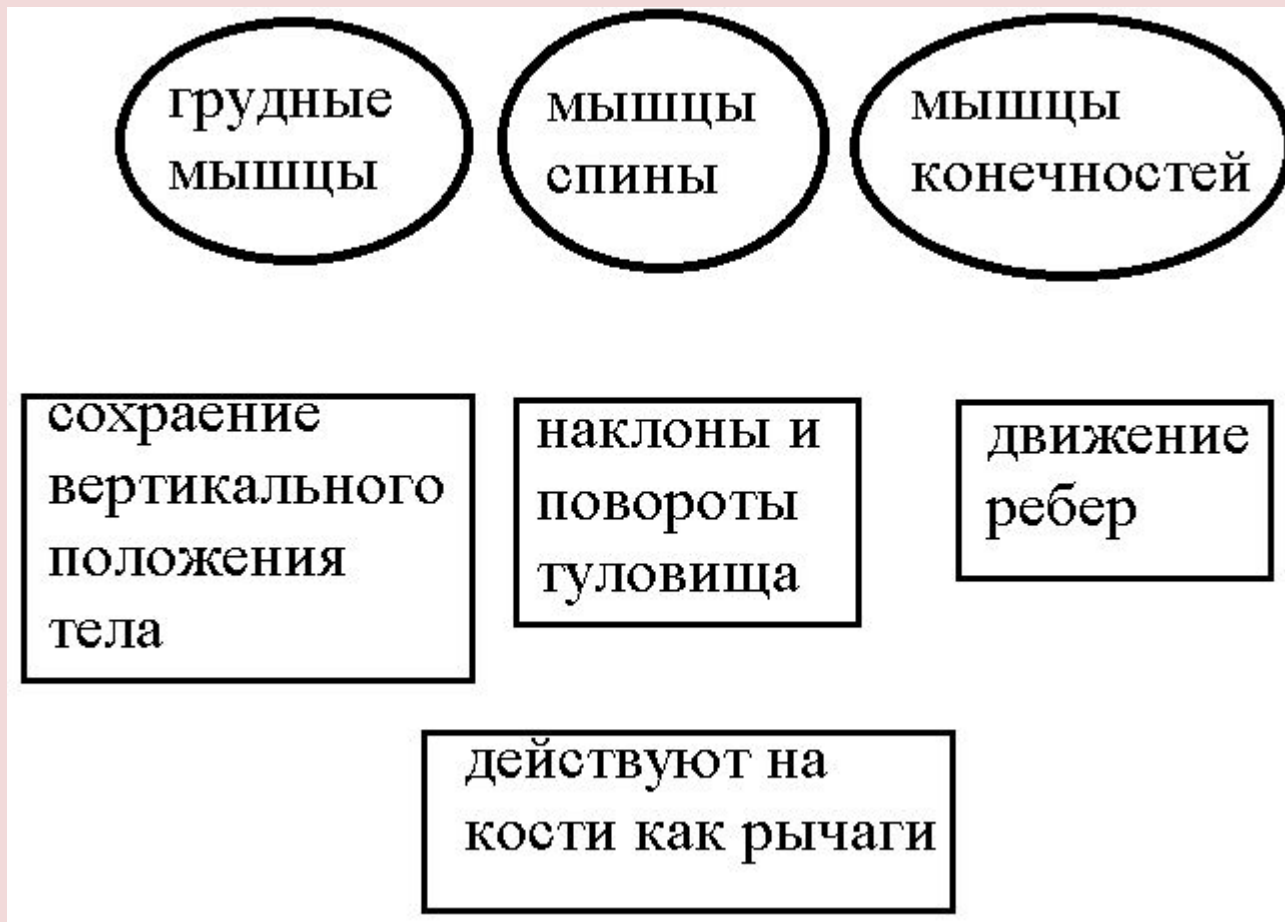 грудные
мышцы
мышцы
спины
мышцы
конечностей
сохраение
вертикального
положения
тела
наклоны и
повороты
туловища
движение
ребер
действуют на
кости как рычаги